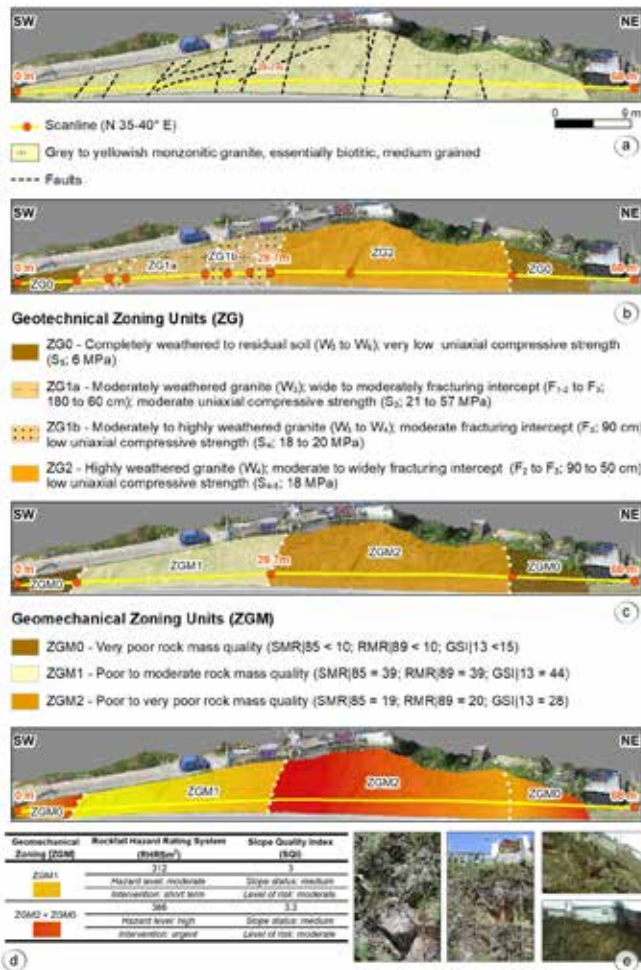 SW NE
0 m 29.7m 68 m
0 9 m
Scanline (N 35-40° E)
a
Grey to yellowish monzonitic granite, essentially biotitic, medium grained
Faults
SW NE
ZG1a ZG1b ZG2
0 m 29.7m ZG0 68 m
ZG0
b
Geotechnical Zoning Units (ZG)
ZG0 - Completely weathered to residual soil (W₅ to W₆); very low uniaxial compressive strength
(S₅; 6 MPa)
ZG1a - Moderately weathered granite (W₃); wide to moderately fracturing intercept (F₁₋₂ to F₃;
180 to 60 cm); moderate uniaxial compressive strength (S₃; 21 to 57 MPa)
ZG1b - Moderately to highly weathered granite (W₃ to W₄); moderate fracturing intercept (F₃; 90 cm)
low uniaxial compressive strength (S₄; 18 to 20 MPa)
ZG2 - Highly weathered granite (W₄); moderate to widely fracturing intercept (F₂ to F₃; 90 to 50 cm)
low uniaxial compressive strength 18 MPa)
SW NE
ZGM1 29.7m ZGM2
0 m ZGM0 68 m
ZGM0
c
Geomechanical Zoning Units (ZGM)
ZGM0 - Very poor rock mass quality (SMR|85 < 10; RMR|89 < 10; GSI|13 <15)
ZGM1 - Poor to moderate rock mass quality (SMR|85 = 39; RMR|89 = 39; GSI|13 = 44)
ZGM2 - Poor to very poor rock mass quality (SMR|85 = 19; RMR|89 = 20; GSI|13 = 28)
SW NE
ZGM1 ZGM2
0 m ZGM0 68 m
ZGM0
Geomechanical Rockfall Hazard Rating System Slope Quality Index
Zoning [ZGM] (SQI)
312 3
ZGM1 Hazard level: moderate Slope status: medium
Intervention: short term Level of risk: moderate
366 3.3
ZGM2 + ZGM0 Hazard level: high Slope status: medium
Intervention: urgent Level of risk: moderate
d e